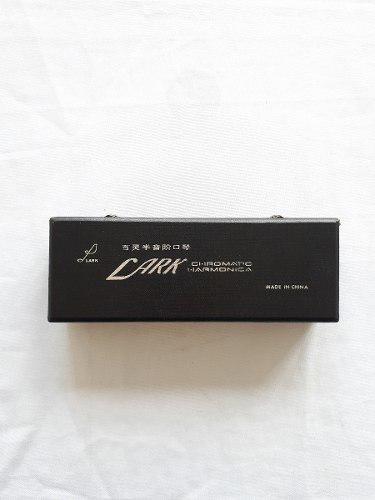 百灵半音阶口琴
LARK
LARK CHROMATIC HARMONICA
MADE IN CHINA